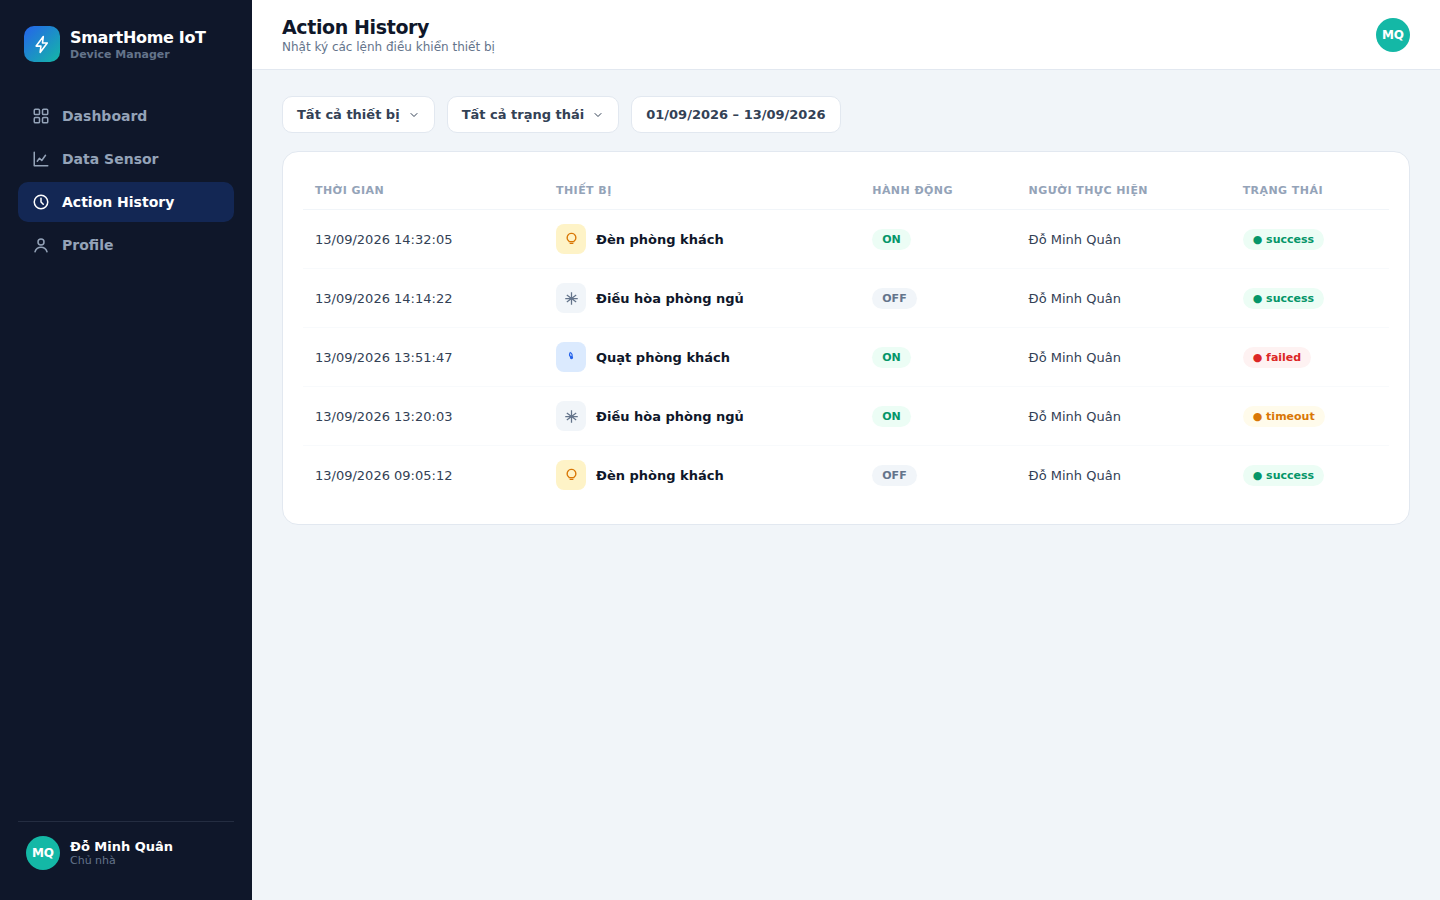 SmartHome IoT
Device Manager
Dashboard
Data Sensor
Action History
Profile
Đỗ Minh Quân
Chủ nhà
MQ
Action History
Nhật ký các lệnh điều khiển thiết bị
MQ
Tất cả thiết bị
Tất cả trạng thái
01/09/2026 – 13/09/2026
THỜI GIAN THIẾT BỊ HÀNH ĐỘNG NGƯỜI THỰC HIỆN TRẠNG THÁI
13/09/2026 14:32:05 Đèn phòng khách ON Đỗ Minh Quân ● success
13/09/2026 14:14:22 Điều hòa phòng ngủ OFF Đỗ Minh Quân ● success
13/09/2026 13:51:47 Quạt phòng khách ON Đỗ Minh Quân ● failed
13/09/2026 13:20:03 Điều hòa phòng ngủ ON Đỗ Minh Quân ● timeout
13/09/2026 09:05:12 Đèn phòng khách OFF Đỗ Minh Quân ● success